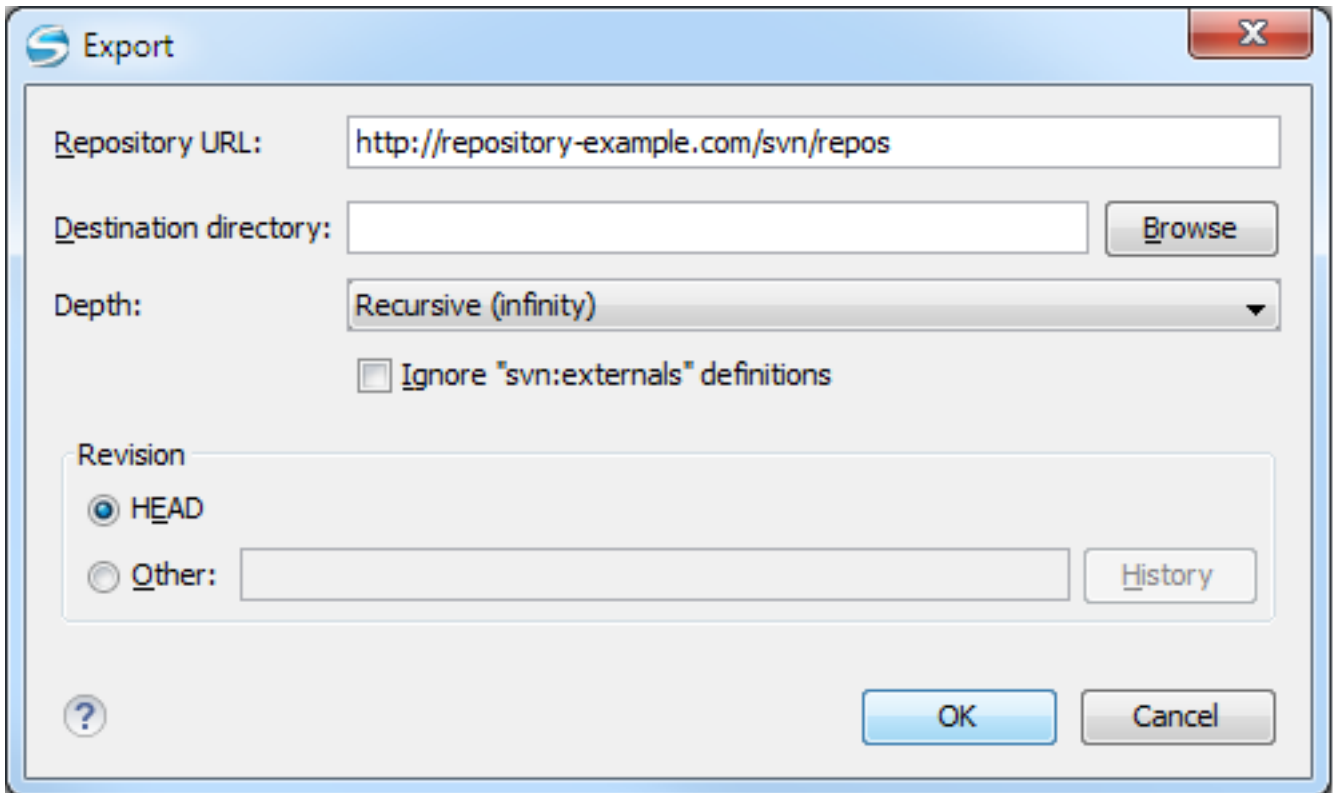 Export
Repository URL: http://repository-example.com/svn/repos
Destination directory: Browse
Depth: Recursive (infinity)
Ignore "svn:externals" definitions
Revision
HEAD
Other: History
? OK Cancel